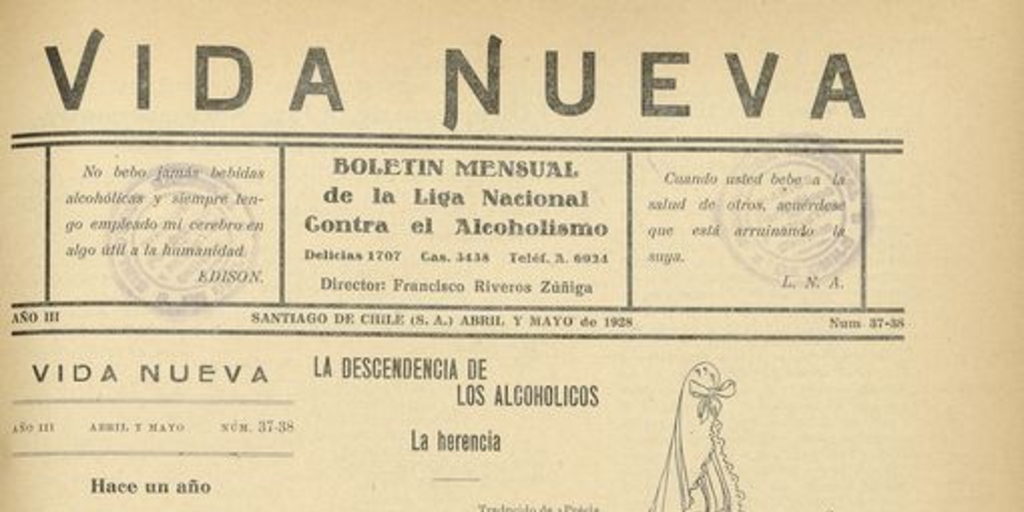 VIDA NUEVA
No bebo jamás bebidas
alcohólicas y siempre ten-
go empleado mi cerebro en
algo útil a la humanidad
EDISON.
BOLETIN MENSUAL
de la Liga Nacional
Contra el Alcoholismo
Delicias 1707 Cas. 3438 Teléf. A. 6924
Director: Francisco Riveros Zúñiga
Cuando usted bebe a la
salud de otros, acuérdese
que está arruinando la
suya.
L. N. A.
AÑO III SANTIAGO DE CHILE (S. A.) ABRIL Y MAYO de 1928 Num 37-38
VIDA NUEVA
AÑO III ABRIL Y MAYO NÚM. 37-38
Hace un año
LA DESCENDENCIA DE
LOS ALCOHOLICOS
La herencia
Traducido de